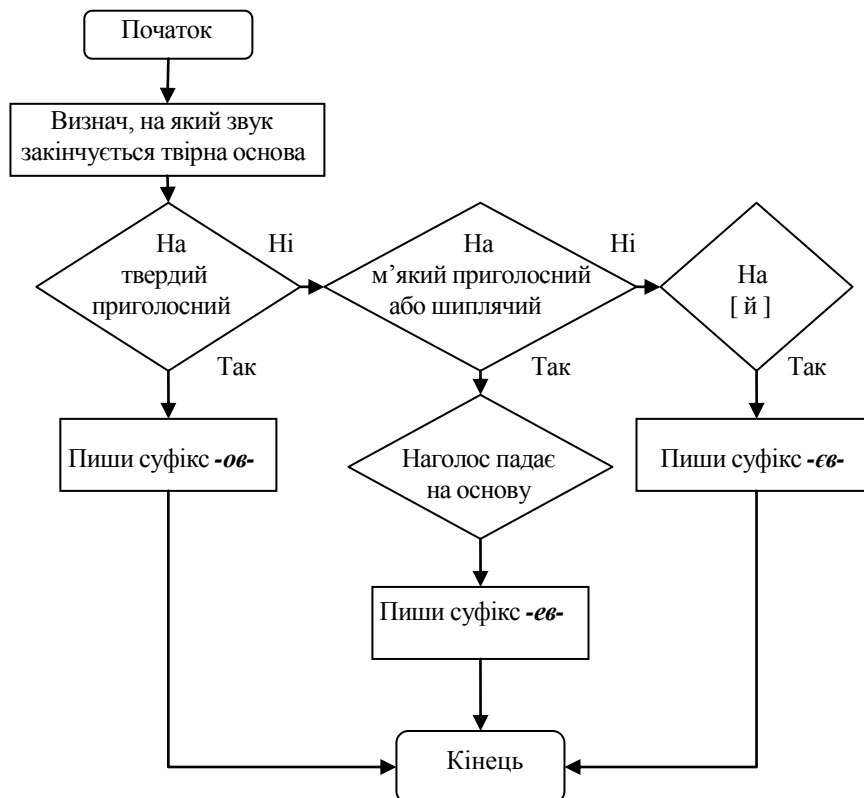 Початок
Визнач, на який звук
закінчується твірна основа
На
твердий
приголосний
Ні
На
м’який приголосний
або шиплячий
Ні
На
[ й ]
Так
Так
Так
Пиши суфікс -ов-
Наголос падає
на основу
Пиши суфікс -єв-
Пиши суфікс -ев-
Кінець